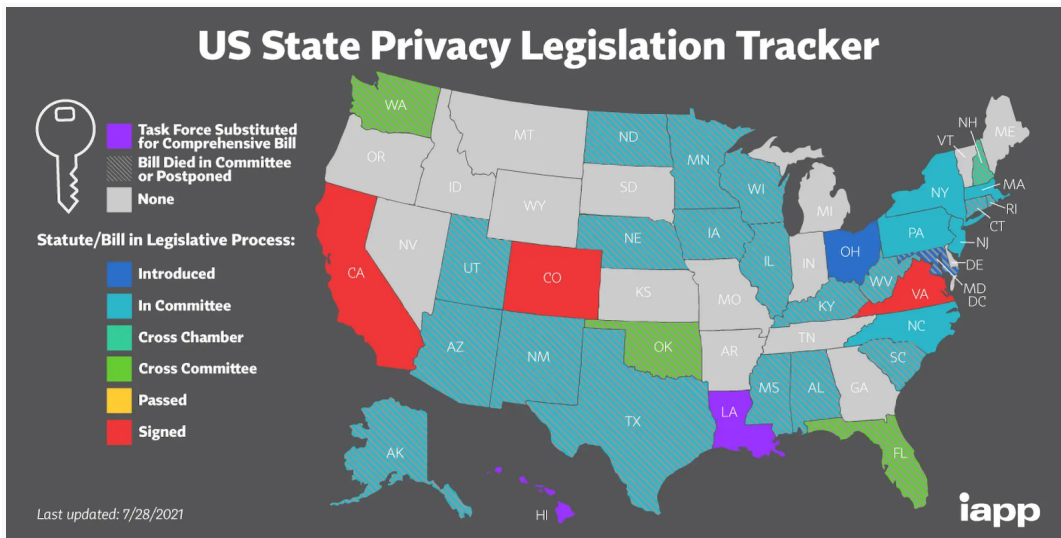 US State Privacy Legislation Tracker
Task Force Substituted
for Comprehensive Bill
Bill Died in Committee
or Postponed
None
Statute/Bill in Legislative Process:
Introduced
In Committee
Cross Chamber
Cross Committee
Passed
Signed
WA
OR
CA
NV
ID
MT
WY
UT
CO
AZ
NM
ND
SD
NE
KS
OK
TX
MN
IA
MO
AR
LA
WI
IL
MI
IN
OH
KY
TN
MS
AL
GA
FL
SC
NC
VA
WV
PA
NY
VT
NH
ME
MA
RI
CT
NJ
DE
MD
DC
AK
HI
Last updated: 7/28/2021
iapp